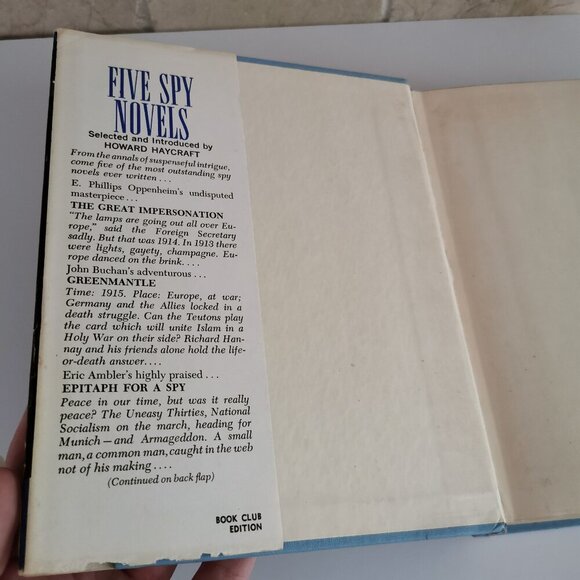 FIVE SPY
NOVELS
Selected and Introduced by
HOWARD HAYCRAFT
From the annals of suspenseful intrigue,
come five of the most outstanding spy
novels ever written . . .
E. Phillips Oppenheim's undisputed
masterpiece . . .
THE GREAT IMPERSONATION
"The lamps are going out all over Eu-
rope," said the Foreign Secretary
sadly. But that was 1914. In 1913 there
were lights, gayety, champagne. Eu-
rope danced on the brink. . . .
John Buchan's adventurous . . .
GREENMANTLE
Time: 1915. Place: Europe, at war;
Germany and the Allies locked in a
death struggle. Can the Teutons play
the card which will unite Islam in a
Holy War on their side? Richard Han-
nay and his friends alone hold the life-
or-death answer. . . .
Eric Ambler's highly praised . . .
EPITAPH FOR A SPY
Peace in our time, but was it really
peace? The Uneasy Thirties, National
Socialism on the march, heading for
Munich—and Armageddon. A small
man, a common man, caught in the web
not of his making . . . .
(Continued on back flap)
BOOK CLUB
EDITION